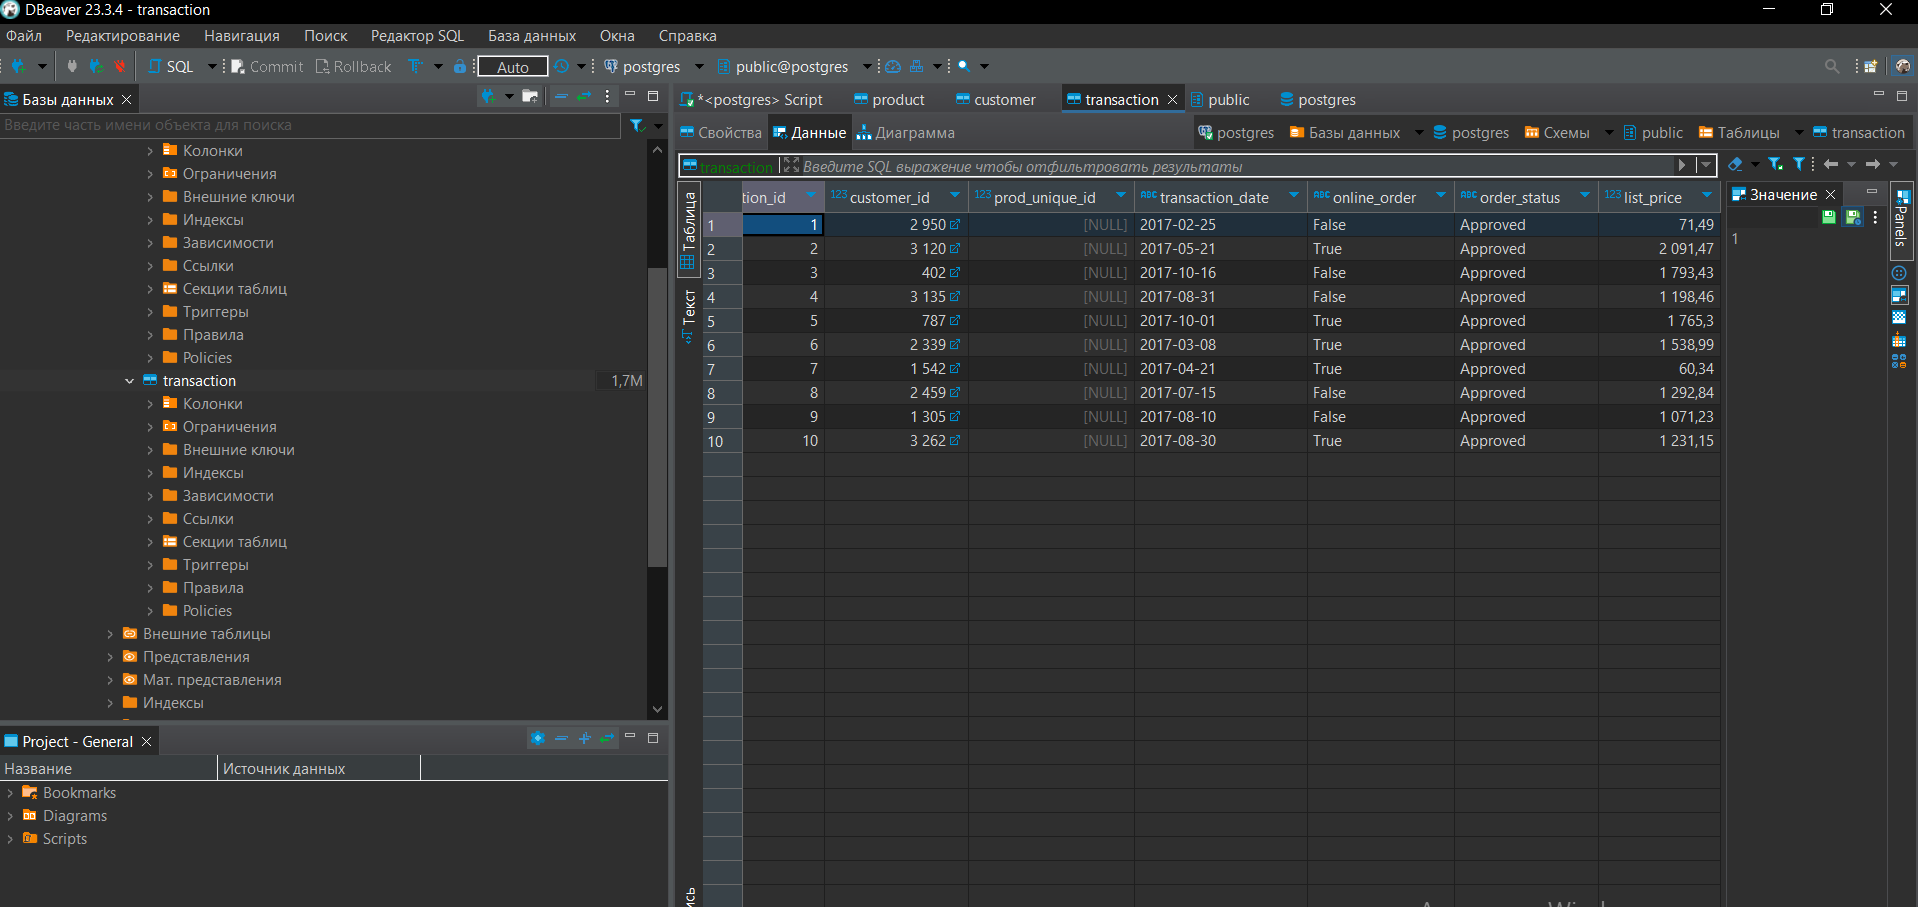 DBeaver 23.3.4 - transaction
Файл Редактирование Навигация Поиск Редактор SQL База данных Окна Справка
SQL Commit Rollback Auto postgres public@postgres
Базы данных
*<postgres> Script product customer transaction public postgres
Введите часть имени объекта для поиска
Свойства Данные Диаграмма postgres Базы данных postgres Схемы public Таблицы transaction
transaction Введите SQL выражение чтобы отфильтровать результаты
Колонки
Ограничения
Внешние ключи
Индексы
Зависимости
Ссылки
Секции таблиц
Триггеры
Правила
Policies
transaction 1,7M
Колонки
Ограничения
Внешние ключи
Индексы
Зависимости
Ссылки
Секции таблиц
Триггеры
Правила
Policies
Внешние таблицы
Представления
Мат. представления
Индексы
Таблица
Текст
tion_id 123 customer_id 123 prod_unique_id ABC transaction_date ABC online_order ABC order_status 123 list_price
1 1 2 950 [NULL] 2017-02-25 False Approved 71,49
2 2 3 120 [NULL] 2017-05-21 True Approved 2 091,47
3 3 402 [NULL] 2017-10-16 False Approved 1 793,43
4 4 3 135 [NULL] 2017-08-31 False Approved 1 198,46
5 5 787 [NULL] 2017-10-01 True Approved 1 765,3
6 6 2 339 [NULL] 2017-03-08 True Approved 1 538,99
7 7 1 542 [NULL] 2017-04-21 True Approved 60,34
8 8 2 459 [NULL] 2017-07-15 False Approved 1 292,84
9 9 1 305 [NULL] 2017-08-10 False Approved 1 071,23
10 10 3 262 [NULL] 2017-08-30 True Approved 1 231,15
Значение
1
Panels
Project - General
Название Источник данных
Bookmarks
Diagrams
Scripts